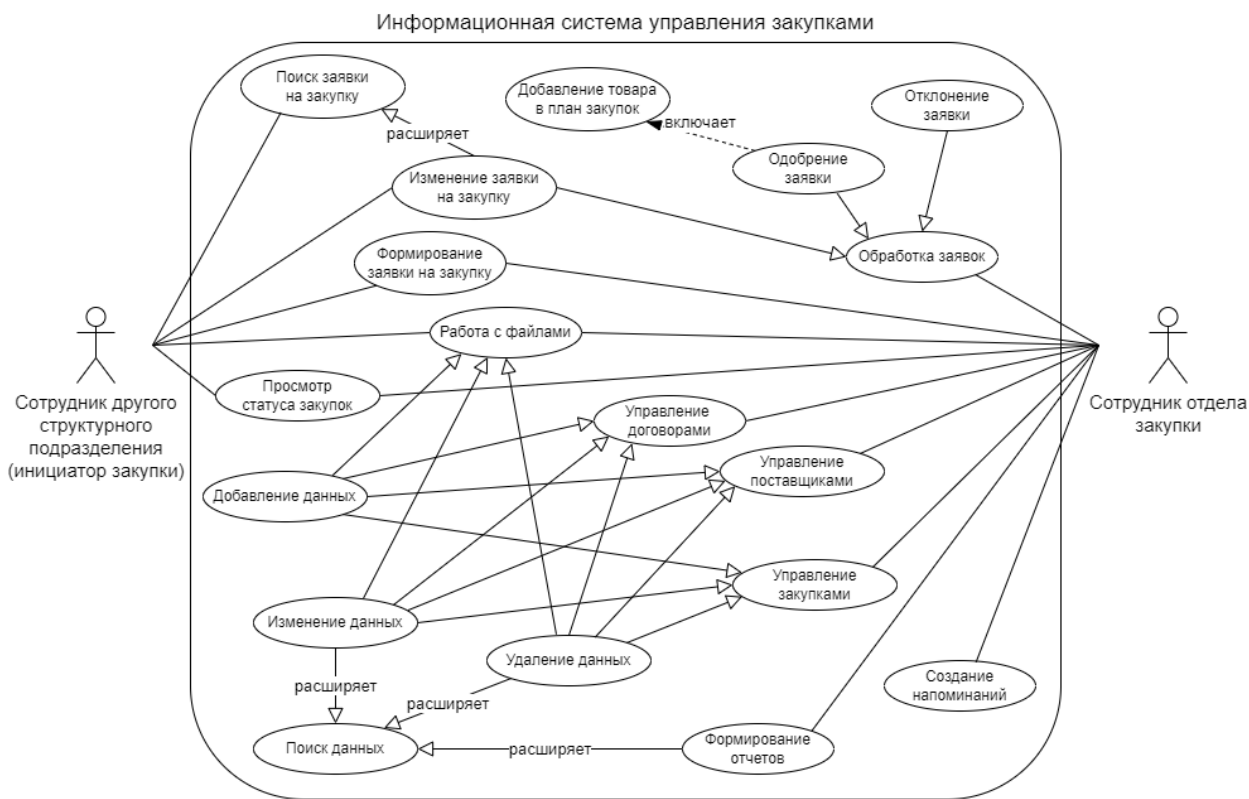 Информационная система управления закупками
Поиск заявки
на закупку
Добавление товара
в план закупок
Отклонение
заявки
расширяет
включает
Изменение заявки
на закупку
Одобрение
заявки
Формирование
заявки на закупку
Обработка заявок
Работа с файлами
Просмотр
статуса закупок
Сотрудник другого
структурного
подразделения
(инициатор закупки)
Сотрудник отдела
закупки
Управление
договорами
Управление
поставщиками
Добавление данных
Управление
закупками
Изменение данных
Удаление данных
Создание
напоминаний
расширяет
расширяет
Поиск данных
расширяет
Формирование
отчетов